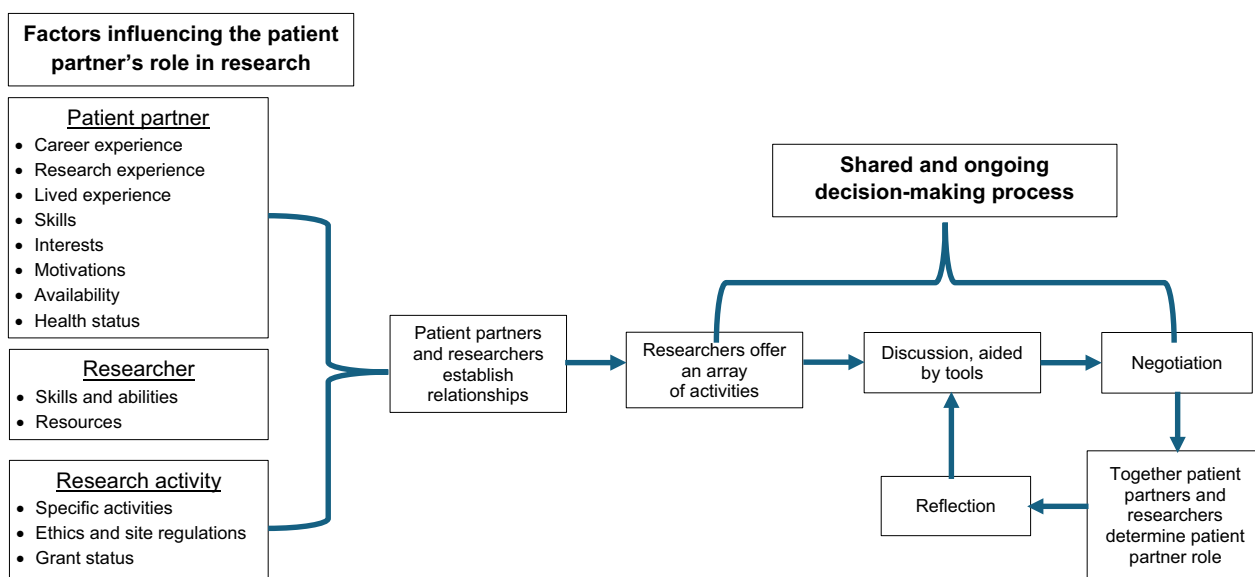 Factors influencing the patient
partner’s role in research
Patient partner
• Career experience
• Research experience
• Lived experience
• Skills
• Interests
• Motivations
• Availability
• Health status
Researcher
• Skills and abilities
• Resources
Research activity
• Specific activities
• Ethics and site regulations
• Grant status
Patient partners
and researchers
establish
relationships
Shared and ongoing
decision-making process
Researchers offer
an array
of activities
Discussion, aided
by tools
Negotiation
Together patient
partners and
researchers
determine patient
partner role
Reflection